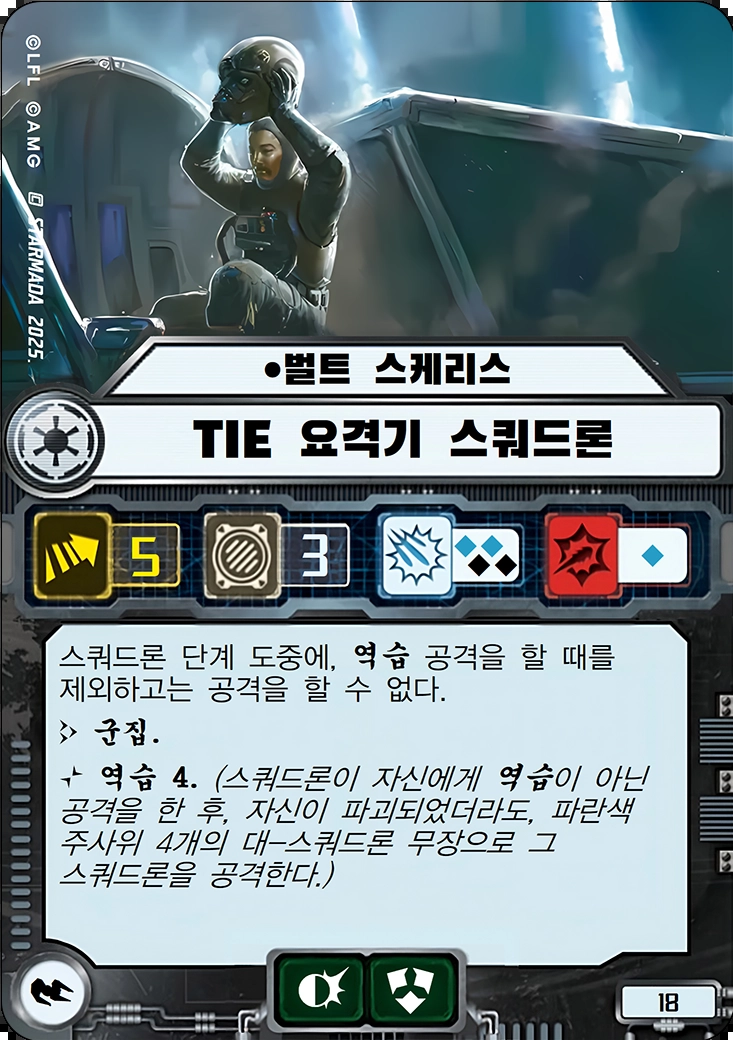 ©LFL ©AMG © STARMADA 2025.
•벌트 스케리스
TIE 요격기 스쿼드론
5
3
스쿼드론 단계 도중에, 역습 공격을 할 때를
제외하고는 공격을 할 수 없다.
군집.
역습 4. (스쿼드론이 자신에게 역습이 아닌
공격을 한 후, 자신이 파괴되었더라도, 파란색
주사위 4개의 대-스쿼드론 무장으로 그
스쿼드론을 공격한다.)
18